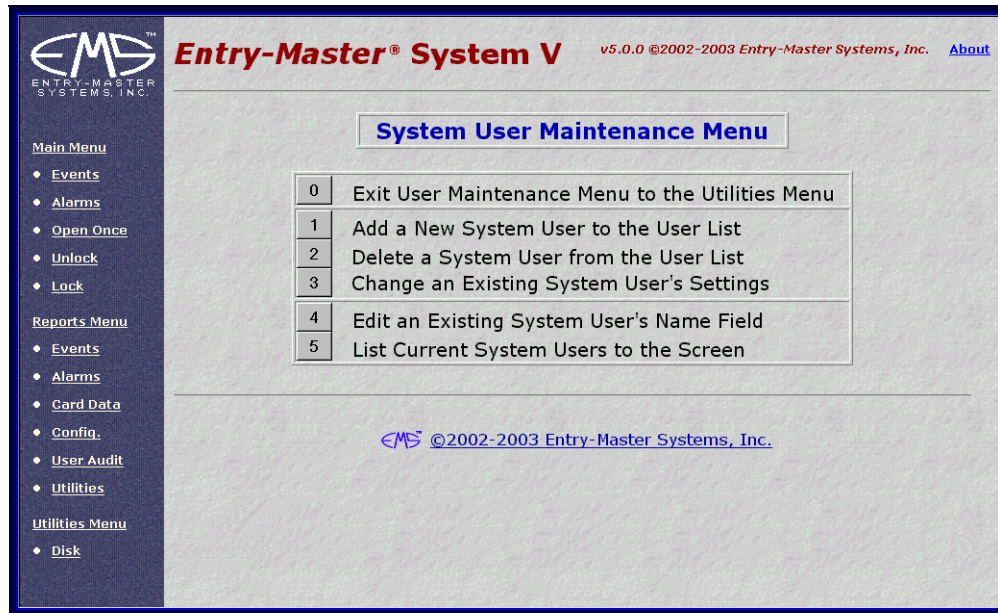 EMS™
ENTRY-MASTER
SYSTEMS, INC.
Entry-Master® System V
v5.0.0 ©2002-2003 Entry-Master Systems, Inc.
About
Main Menu
Events
Alarms
Open Once
Unlock
Lock
Reports Menu
Events
Alarms
Card Data
Config.
User Audit
Utilities
Utilities Menu
Disk
System User Maintenance Menu
0 Exit User Maintenance Menu to the Utilities Menu
1 Add a New System User to the User List
2 Delete a System User from the User List
3 Change an Existing System User's Settings
4 Edit an Existing System User's Name Field
5 List Current System Users to the Screen
EMS™ ©2002-2003 Entry-Master Systems, Inc.